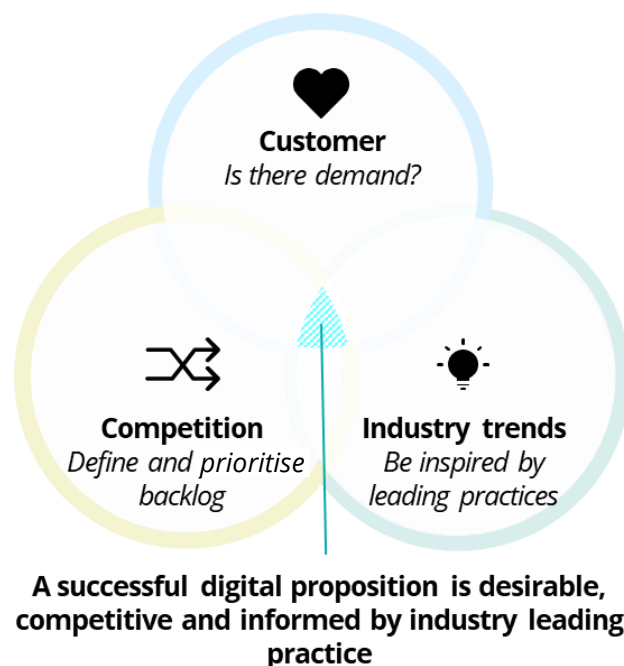 Customer
Is there demand?
Competition
Define and prioritise
backlog
Industry trends
Be inspired by
leading practices
A successful digital proposition is desirable,
competitive and informed by industry leading
practice